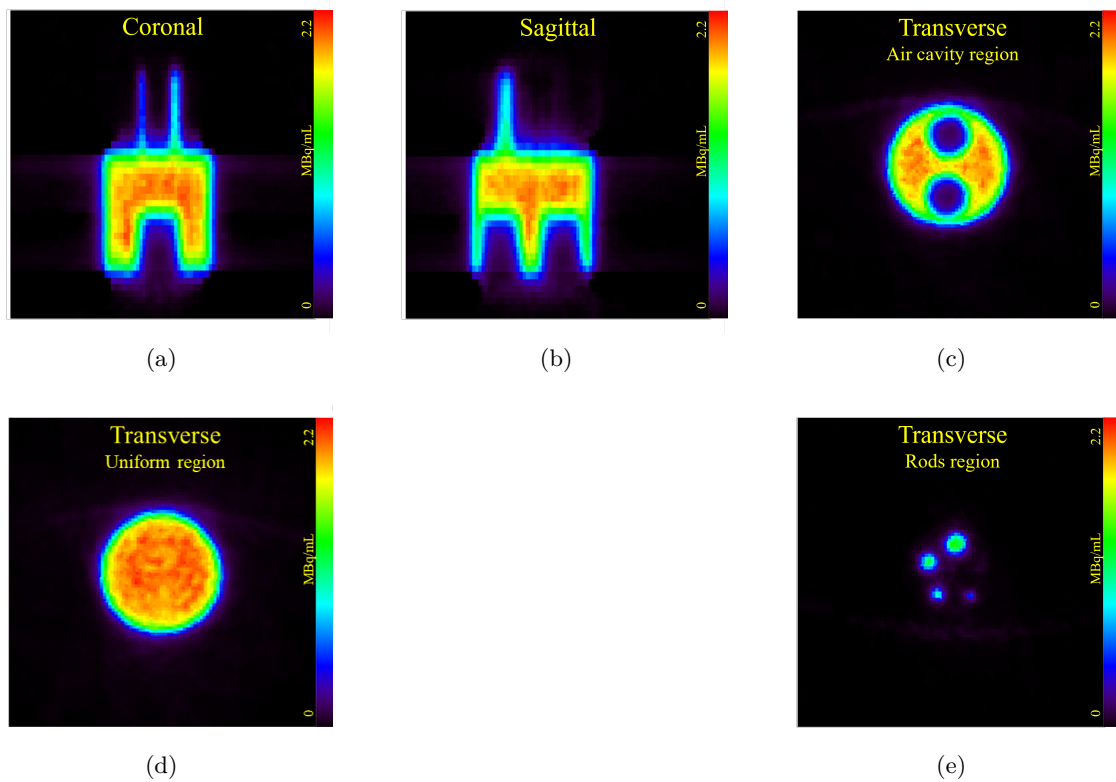 Coronal
2.2
MBq/mL
0
(a)
Sagittal
2.2
MBq/mL
0
(b)
Transverse
Air cavity region
2.2
MBq/mL
0
(c)
Transverse
Uniform region
2.2
MBq/mL
0
(d)
Transverse
Rods region
2.2
MBq/mL
0
(e)